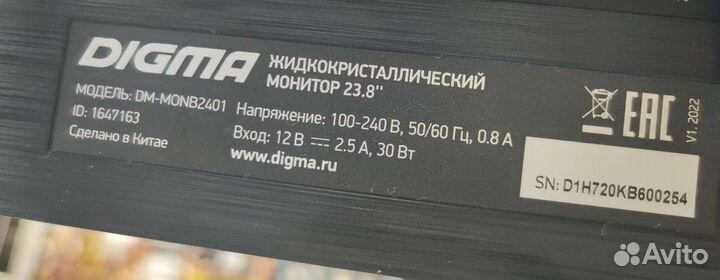 DIGMA ЖИДКОКРИСТАЛЛИЧЕСКИЙ
МОНИТОР 23.8"
МОДЕЛЬ: DM-MONB2401
ID: 1647163
Сделано в Китае
Напряжение: 100-240 В, 50/60 Гц, 0.8 А
Вход: 12 В ⎓ 2.5 А, 30 Вт
www.digma.ru
EAC
V1. 2022
SN: D1H720KB600254
Avito